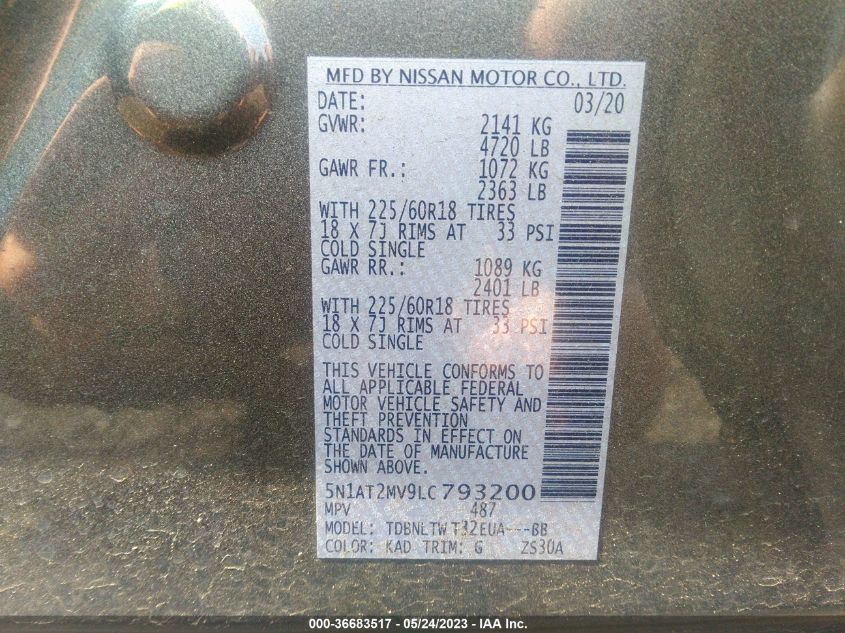 MFD BY NISSAN MOTOR CO., LTD.
DATE: 03/20
GVWR: 2141 KG
4720 LB
GAWR FR.: 1072 KG
2363 LB
WITH 225/60R18 TIRES
18 X 7J RIMS AT 33 PSI
COLD SINGLE
GAWR RR.: 1089 KG
2401 LB
WITH 225/60R18 TIRES
18 X 7J RIMS AT 33 PSI
COLD SINGLE
THIS VEHICLE CONFORMS TO
ALL APPLICABLE FEDERAL
MOTOR VEHICLE SAFETY AND
THEFT PREVENTION
STANDARDS IN EFFECT ON
THE DATE OF MANUFACTURE
SHOWN ABOVE.
5N1AT2MV9LC793200
MPV 487
MODEL: TDBNLTW T32EUA---BB
COLOR: KAD TRIM: G ZS30A
000-36683517 - 05/24/2023 - IAA Inc.